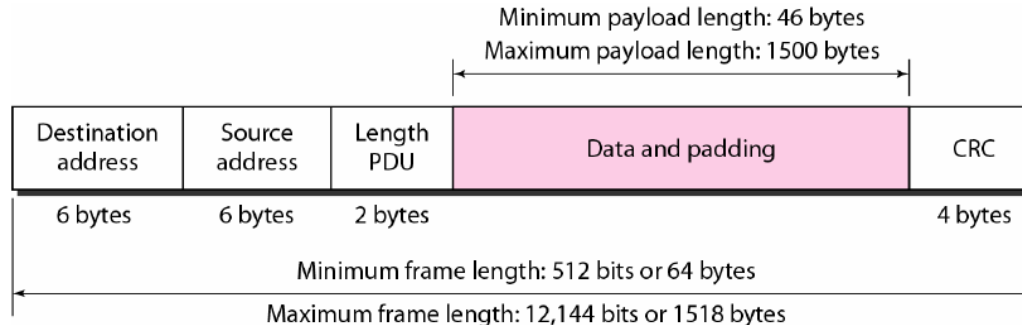 Minimum payload length: 46 bytes
Maximum payload length: 1500 bytes
Destination address
Source address
Length PDU
Data and padding
CRC
6 bytes
6 bytes
2 bytes
4 bytes
Minimum frame length: 512 bits or 64 bytes
Maximum frame length: 12,144 bits or 1518 bytes